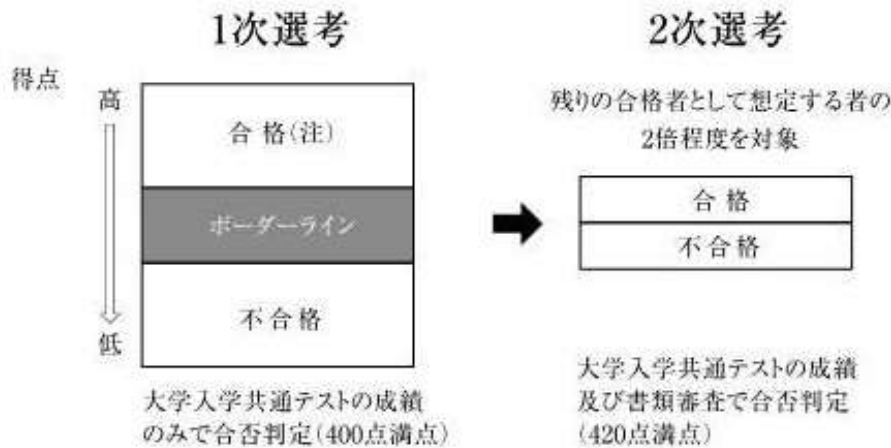 1次選考
得点
高
合格(注)
ボーダーライン
不合格
低
大学入学共通テストの成績
のみで合否判定(400点満点)
2次選考
残りの合格者として想定する者の
2倍程度を対象
合格
不合格
大学入学共通テストの成績
及び書類審査で合否判定
(420点満点)